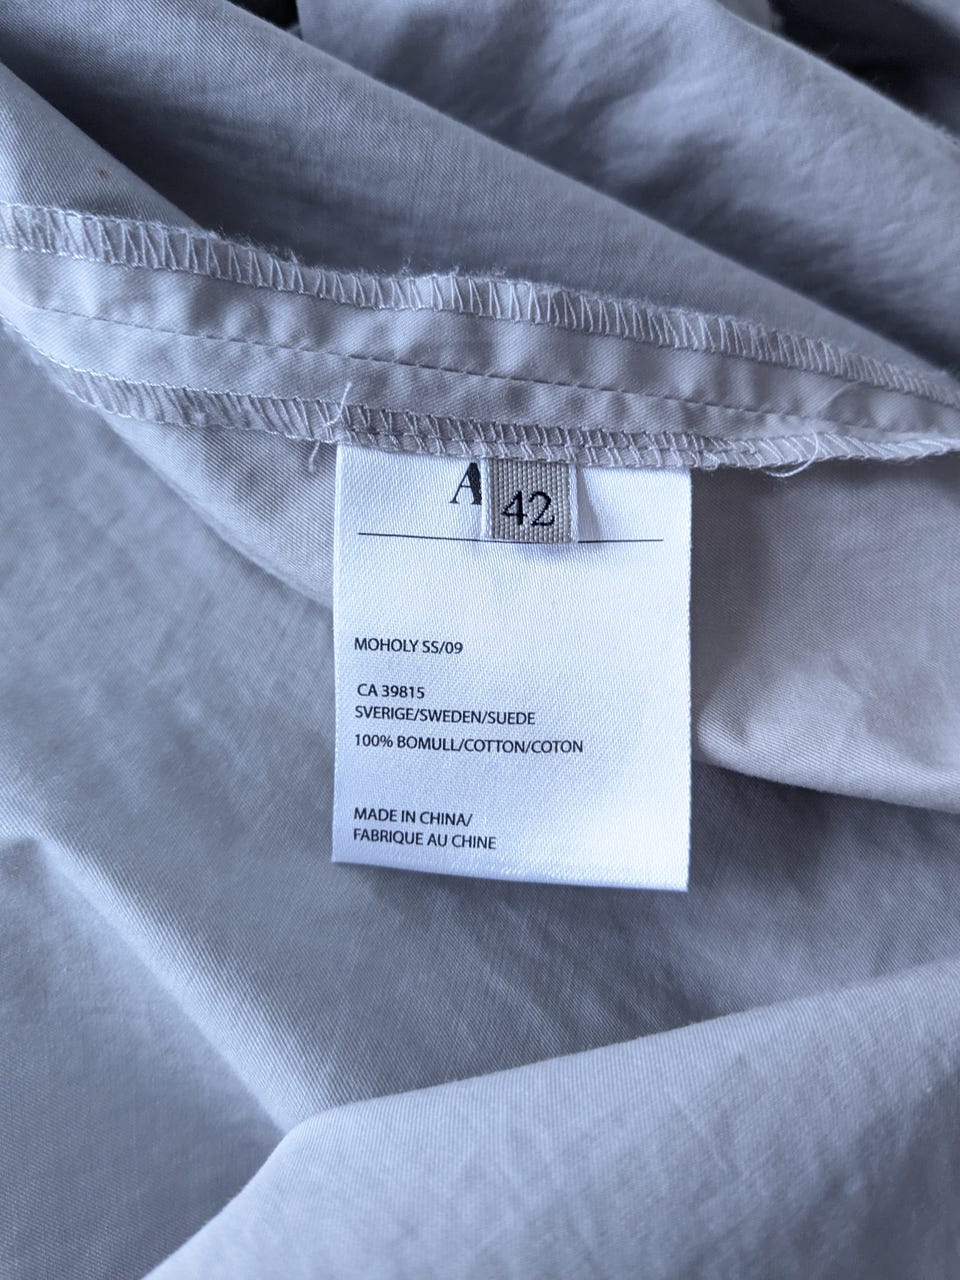 A
42
MOHOLY SS/09
CA 39815
SVERIGE/SWEDEN/SUEDE
100% BOMULL/COTTON/COTON
MADE IN CHINA/
FABRIQUE AU CHINE